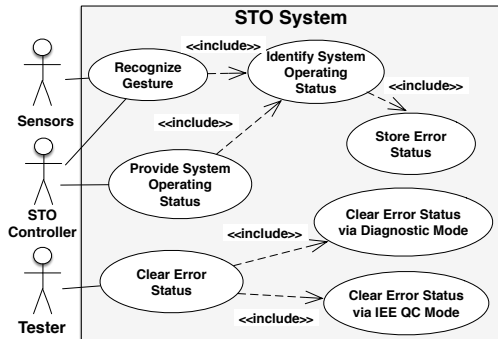 STO System
<<include>>
Recognize
Gesture
Identify System
Operating
Status
Sensors
<<include>>
Store Error
Status
Provide System
Operating
Status
STO
Controller
Clear Error Status
via Diagnostic Mode
<<include>>
Clear Error
Status
Clear Error Status
via IEE QC Mode
<<include>>
Tester